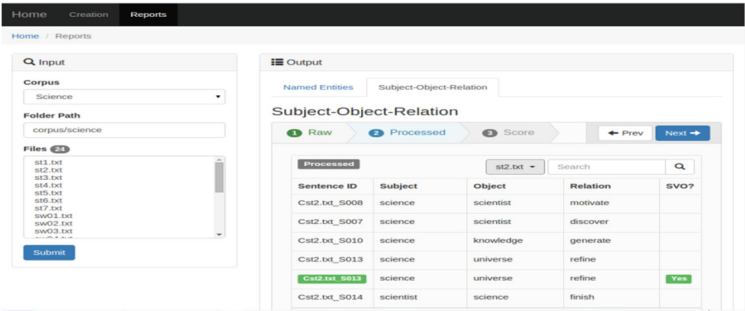 Home Creation Reports
Home / Reports
Input
Corpus
Science
Folder Path
corpus/science
Files 24
st1.txt
st2.txt
st3.txt
st4.txt
st5.txt
st6.txt
st7.txt
sw01.txt
sw02.txt
sw03.txt
Submit
Output
Named Entities Subject-Object-Relation
Subject-Object-Relation
1 Raw 2 Processed 3 Score Prev Next
Processed st2.txt Search
Sentence ID Subject Object Relation SVO?
Cst2.txt_S008 science scientist motivate
Cst2.txt_S007 science scientist discover
Cst2.txt_S010 science knowledge generate
Cst2.txt_S013 science universe refine
Cst2.txt_S013 science universe refine Yes
Cst2.txt_S014 scientist science finish